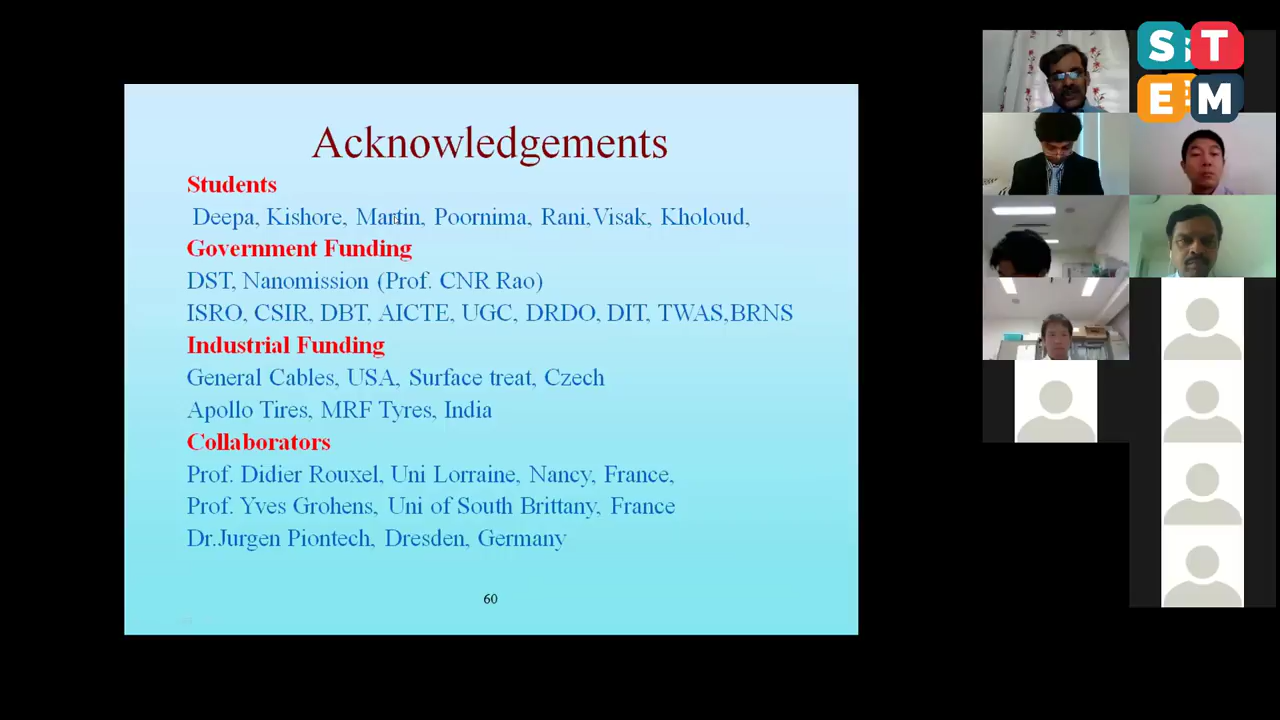 Acknowledgements
Students
Deepa, Kishore, Martin, Poornima, Rani,Visak, Kholoud,
Government Funding
DST, Nanomission (Prof. CNR Rao)
ISRO, CSIR, DBT, AICTE, UGC, DRDO, DIT, TWAS,BRNS
Industrial Funding
General Cables, USA, Surface treat, Czech
Apollo Tires, MRF Tyres, India
Collaborators
Prof. Didier Rouxel, Uni Lorraine, Nancy, France,
Prof. Yves Grohens, Uni of South Brittany, France
Dr.Jurgen Piontech, Dresden, Germany
60
S T
E M